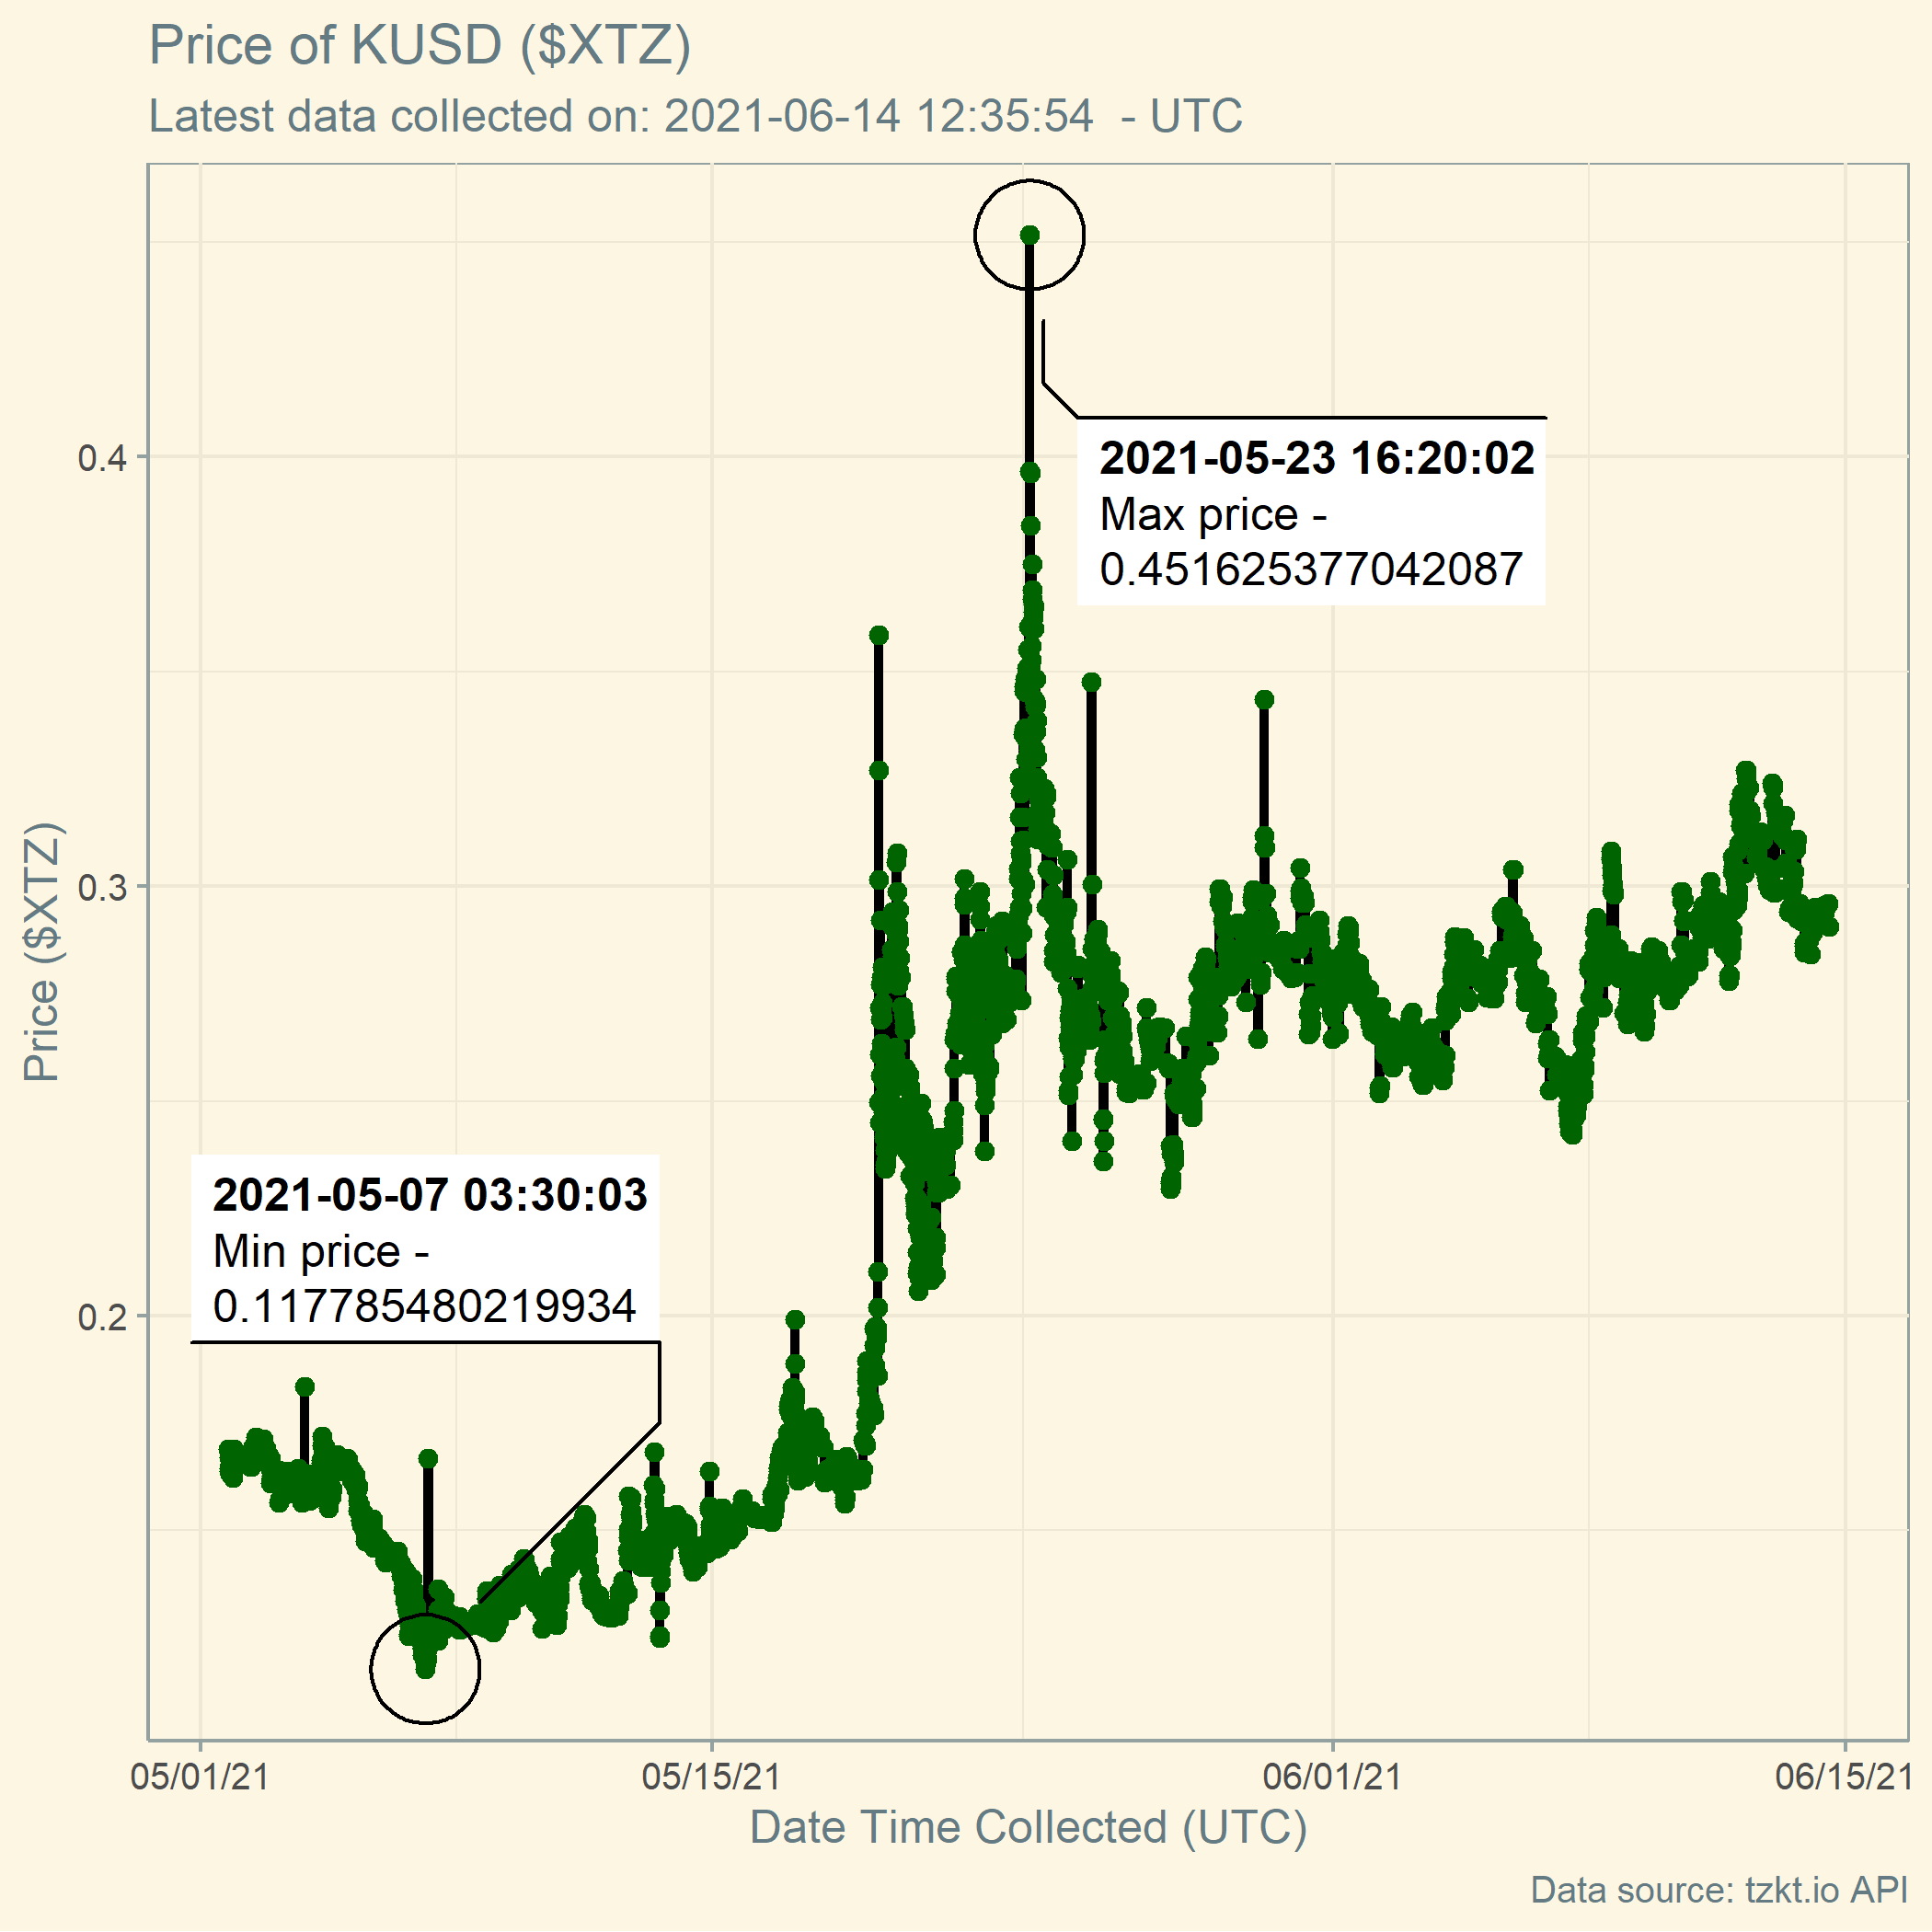 Price of KUSD ($XTZ)
Latest data collected on: 2021-06-14 12:35:54  - UTC
2021-05-23 16:20:02
Max price -
0.451625377042087
2021-05-07 03:30:03
Min price -
0.117785480219934
Price ($XTZ)
0.4
0.3
0.2
05/01/21
05/15/21
06/01/21
06/15/21
Date Time Collected (UTC)
Data source: tzkt.io API